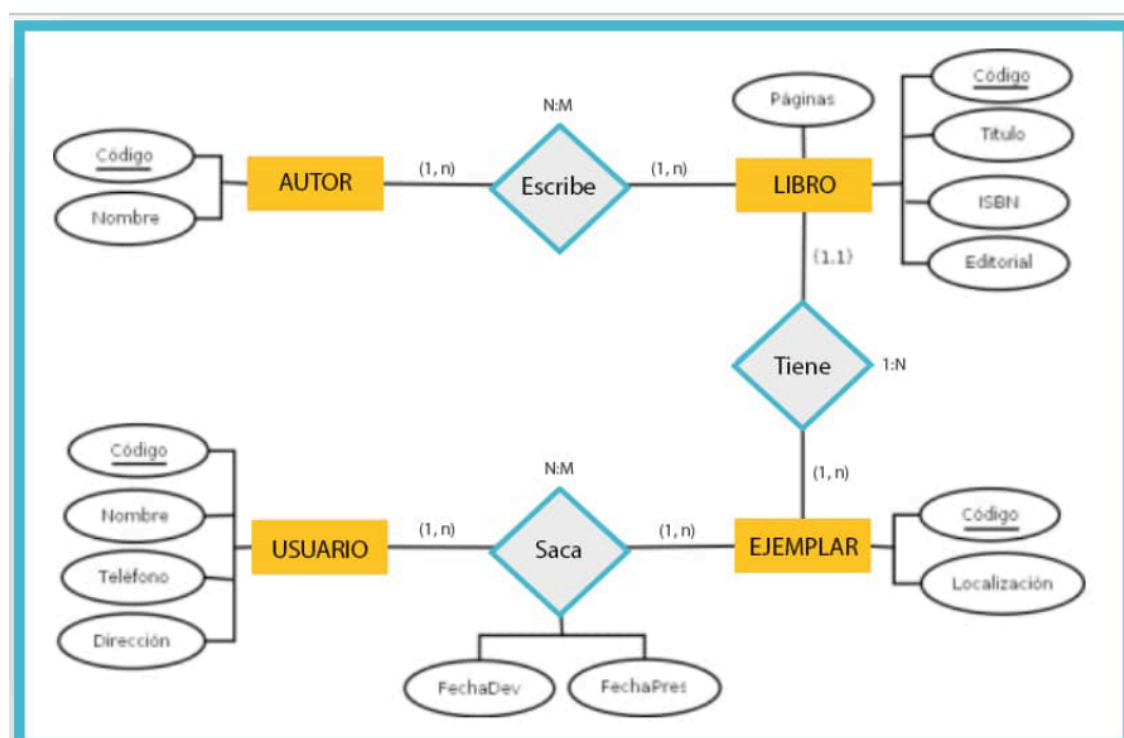 N:M
Páginas
Código
Título
ISBN
Editorial
Código
Nombre
AUTOR
(1, n)
Escribe
(1, n)
LIBRO
(1.1)
Tiene
1:N
(1, n)
Código
Nombre
Teléfono
Dirección
USUARIO
(1, n)
N:M
Saca
(1, n)
EJEMPLAR
Código
Localización
FechaDev
FechaPres